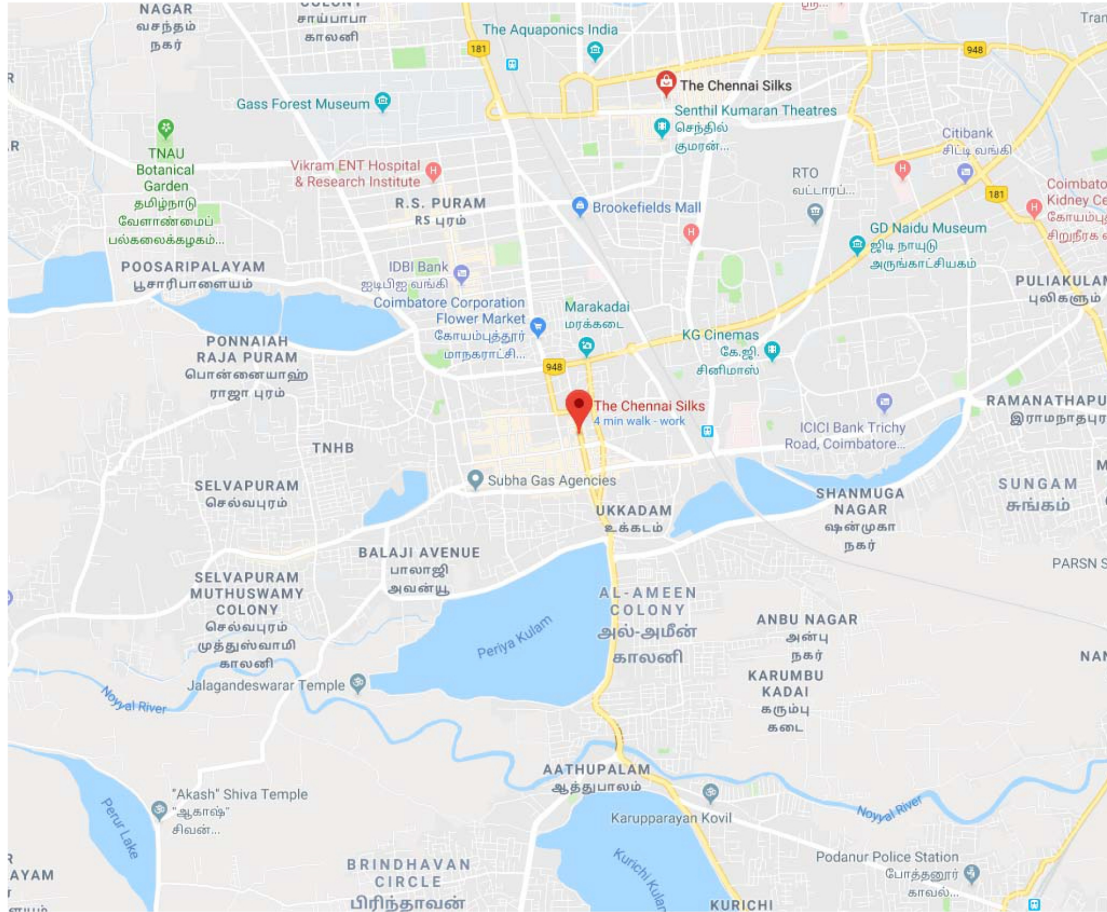 NAGAR
வசந்தம்
நகர்
COLONY
சாய்பாபா
காலனி
The Aquaponics India
181
948
The Chennai Silks
Gass Forest Museum
Senthil Kumaran Theatres
செந்தில்
குமரன்...
Citibank
சிட்டி வங்கி
TNAU
Botanical
Garden
தமிழ்நாடு
வேளாண்மைப்
பல்கலைக்கழகம்...
Vikram ENT Hospital
& Research Institute
RTO
வட்டாரப்...
181
R.S. PURAM
RS புரம்
Brookefields Mall
Kidney Ce
கோயம்பு
சிறுநீரக
GD Naidu Museum
ஜிடி நாயுடு
அருங்காட்சியகம்
POOSARIPALAYAM
பூசாரிபாளையம்
IDBI Bank
ஐடிபிஐ வங்கி
PULIAKULAM
புலிகளும்
Coimbatore Corporation
Flower Market
கோயம்புத்தூர்
மாநகராட்சி...
Marakadai
மரக்கடை
KG Cinemas
கே.ஜி.
சினிமாஸ்
PONNAIAH
RAJA PURAM
பொன்னையாஹ்
ராஜா புரம்
948
The Chennai Silks
4 min walk - work
RAMANATHAPU
இராமநாதபுர
ICICI Bank Trichy
Road, Coimbatore...
TNHB
Subha Gas Agencies
SELVAPURAM
செல்வபுரம்
SUNGAM
சுங்கம்
SHANMUGA
NAGAR
ஷன்முகா
நகர்
UKKADAM
உக்கடம்
BALAJI AVENUE
பாலாஜி
அவன்யூ
PARSN S
SELVAPURAM
MUTHUSWAMY
COLONY
செல்வபுரம்
முத்துஸ்வாமி
காலனி
AL-AMEEN
COLONY
அல்-அமீன்
காலனி
ANBU NAGAR
அன்பு
நகர்
Periya Kulam
NAN
KARUMBU
KADAI
கரும்பு
கடை
Jalagandeswarar Temple
Noyyal River
AATHUPALAM
ஆத்துபாலம்
"Akash" Shiva Temple
"ஆகாஷ்"
சிவன்...
Perur Lake
Karupparayan Kovil
Noyyal River
Kurichi Kulam
Podanur Police Station
போத்தனூர்
காவல்...
AYAM
BRINDHAVAN
CIRCLE
பிரிந்தாவன்
KURICHI